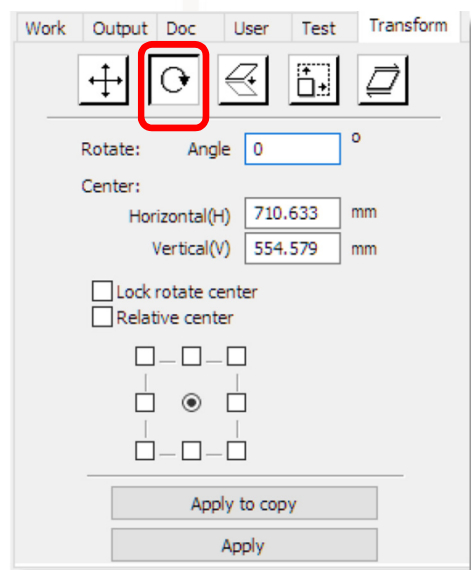 Work Output Doc User Test Transform
Rotate: Angle 0 °
Center:
Horizontal(H) 710.633 mm
Vertical(V) 554.579 mm
Lock rotate center
Relative center
Apply to copy
Apply